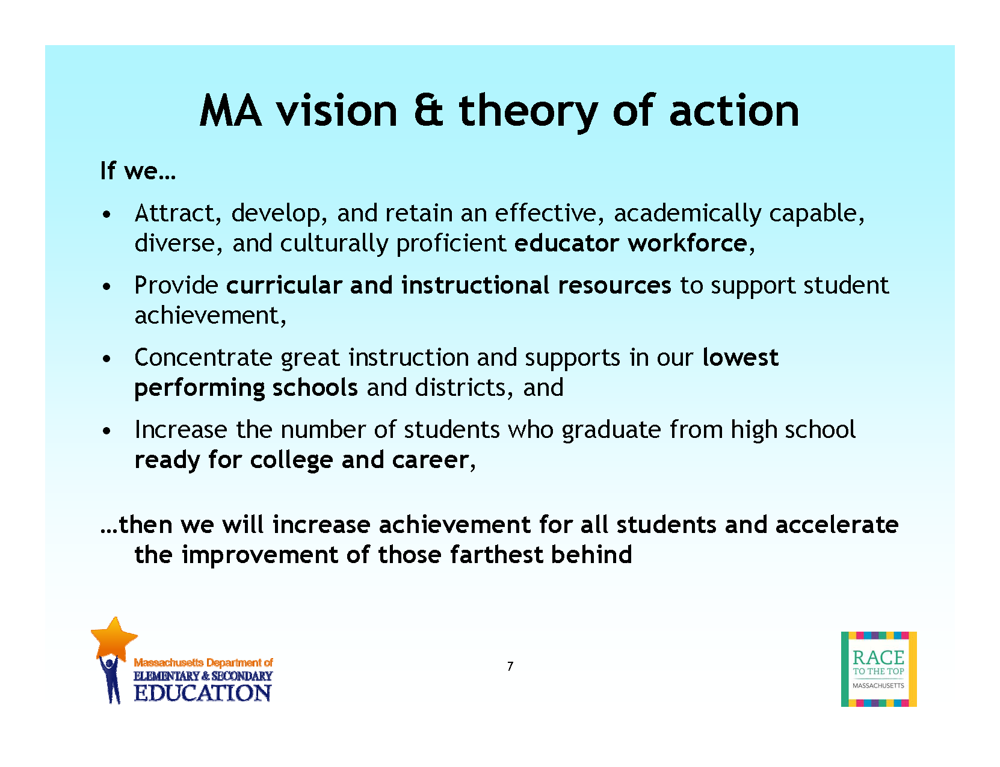 MA vision & theory of action
If we…
• Attract, develop, and retain an effective, academically capable,
diverse, and culturally proficient educator workforce,
• Provide curricular and instructional resources to support student
achievement,
• Concentrate great instruction and supports in our lowest
performing schools and districts, and
• Increase the number of students who graduate from high school
ready for college and career,
…then we will increase achievement for all students and accelerate
the improvement of those farthest behind
Massachusetts Department of
ELEMENTARY & SECONDARY
EDUCATION
7
RACE
TO THE TOP
MASSACHUSETTS